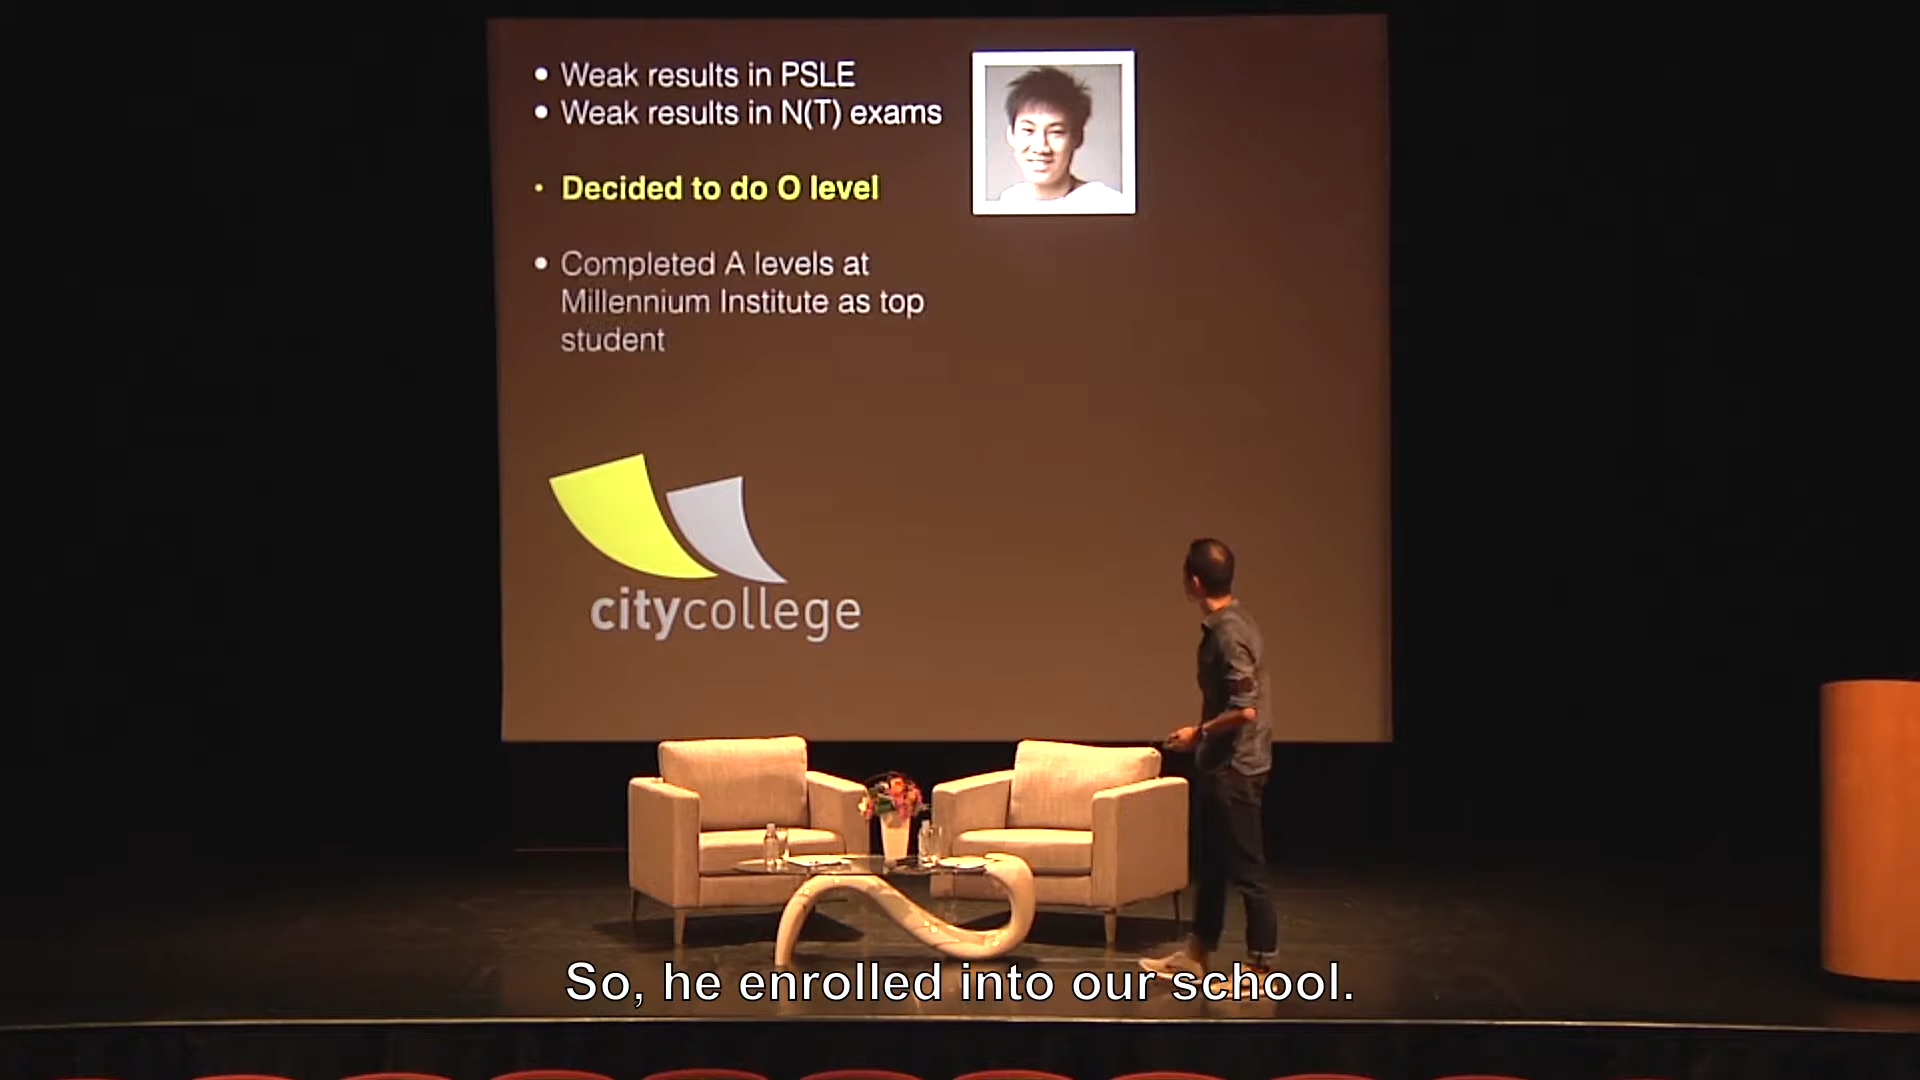 • Weak results in PSLE
• Weak results in N(T) exams
• Decided to do O level
• Completed A levels at
Millennium Institute as top
student
citycollege
So, he enrolled into our school.